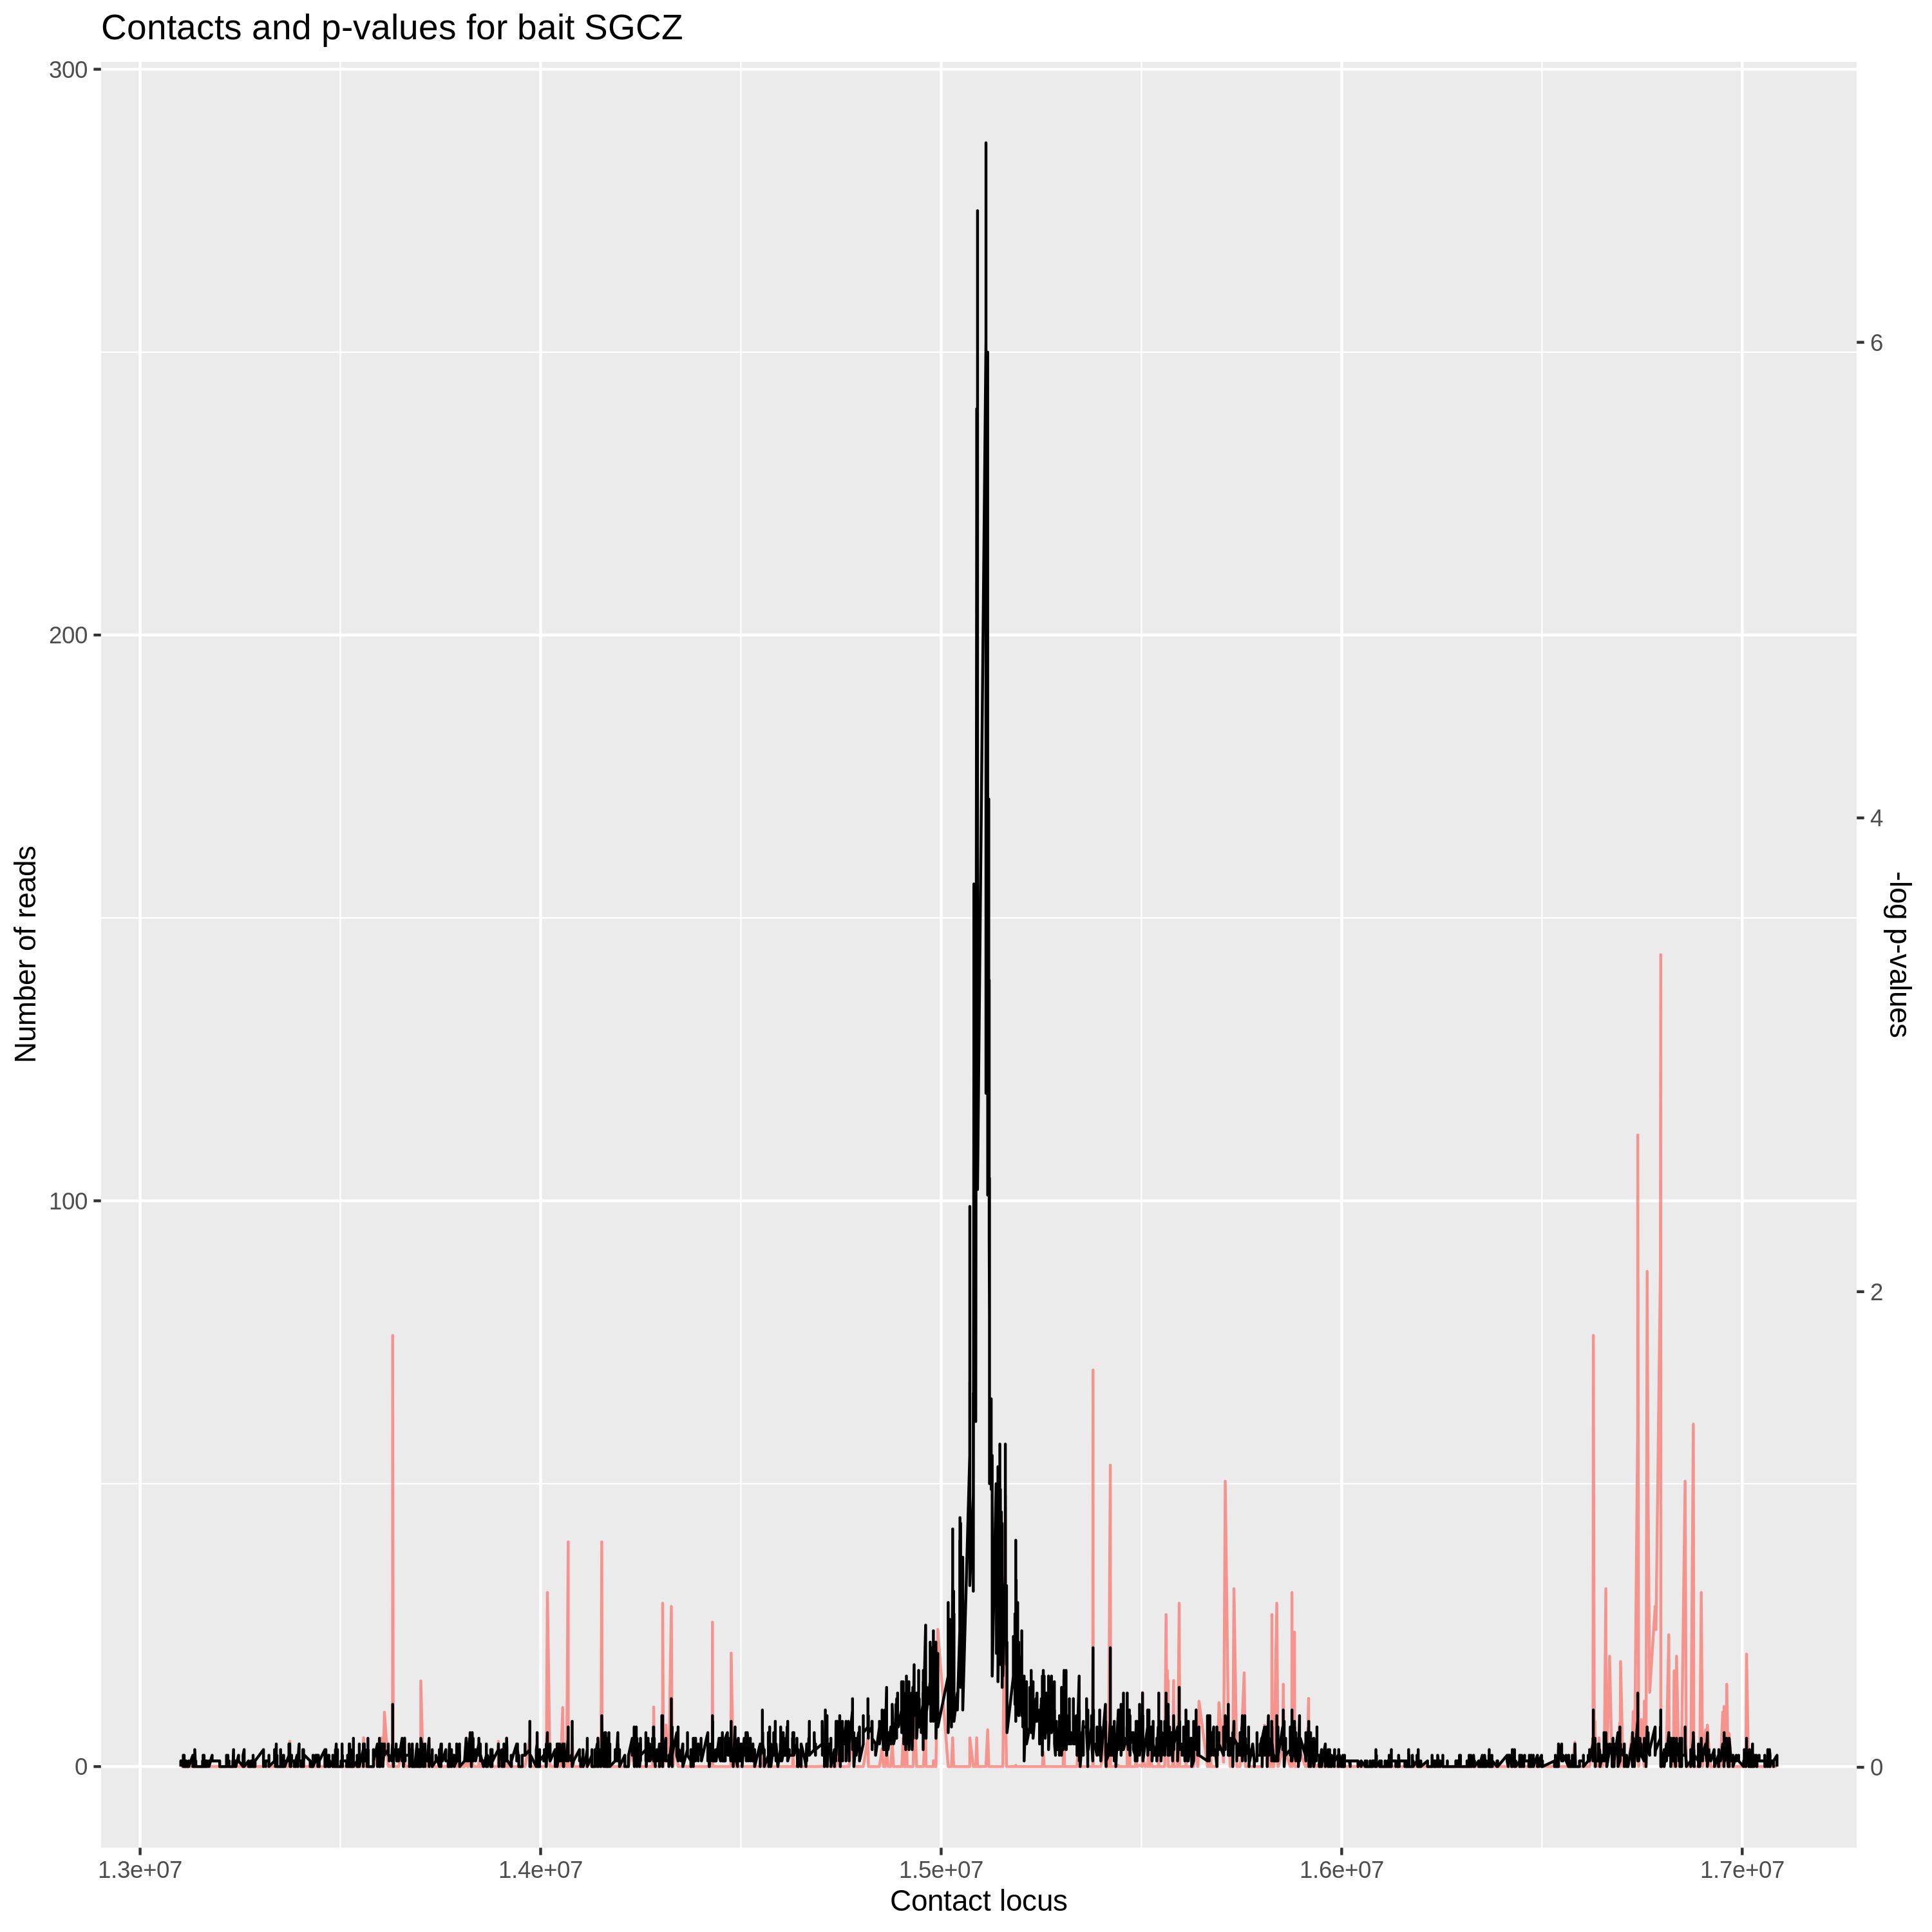 Contacts and p-values for bait SGCZ
300
200
100
0
Number of reads
6
4
2
0
-log p-values
1.3e+07
1.4e+07
1.5e+07
1.6e+07
1.7e+07
Contact locus